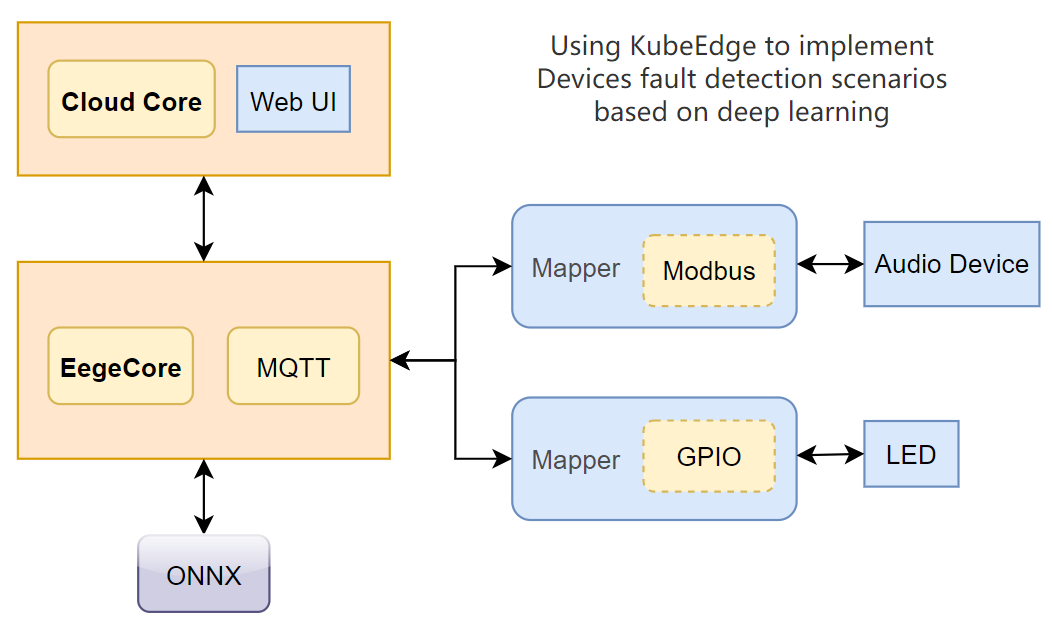 Using KubeEdge to implement
Devices fault detection scenarios
based on deep learning
Cloud Core
Web UI
EegeCore
MQTT
Mapper
Modbus
Audio Device
Mapper
GPIO
LED
ONNX